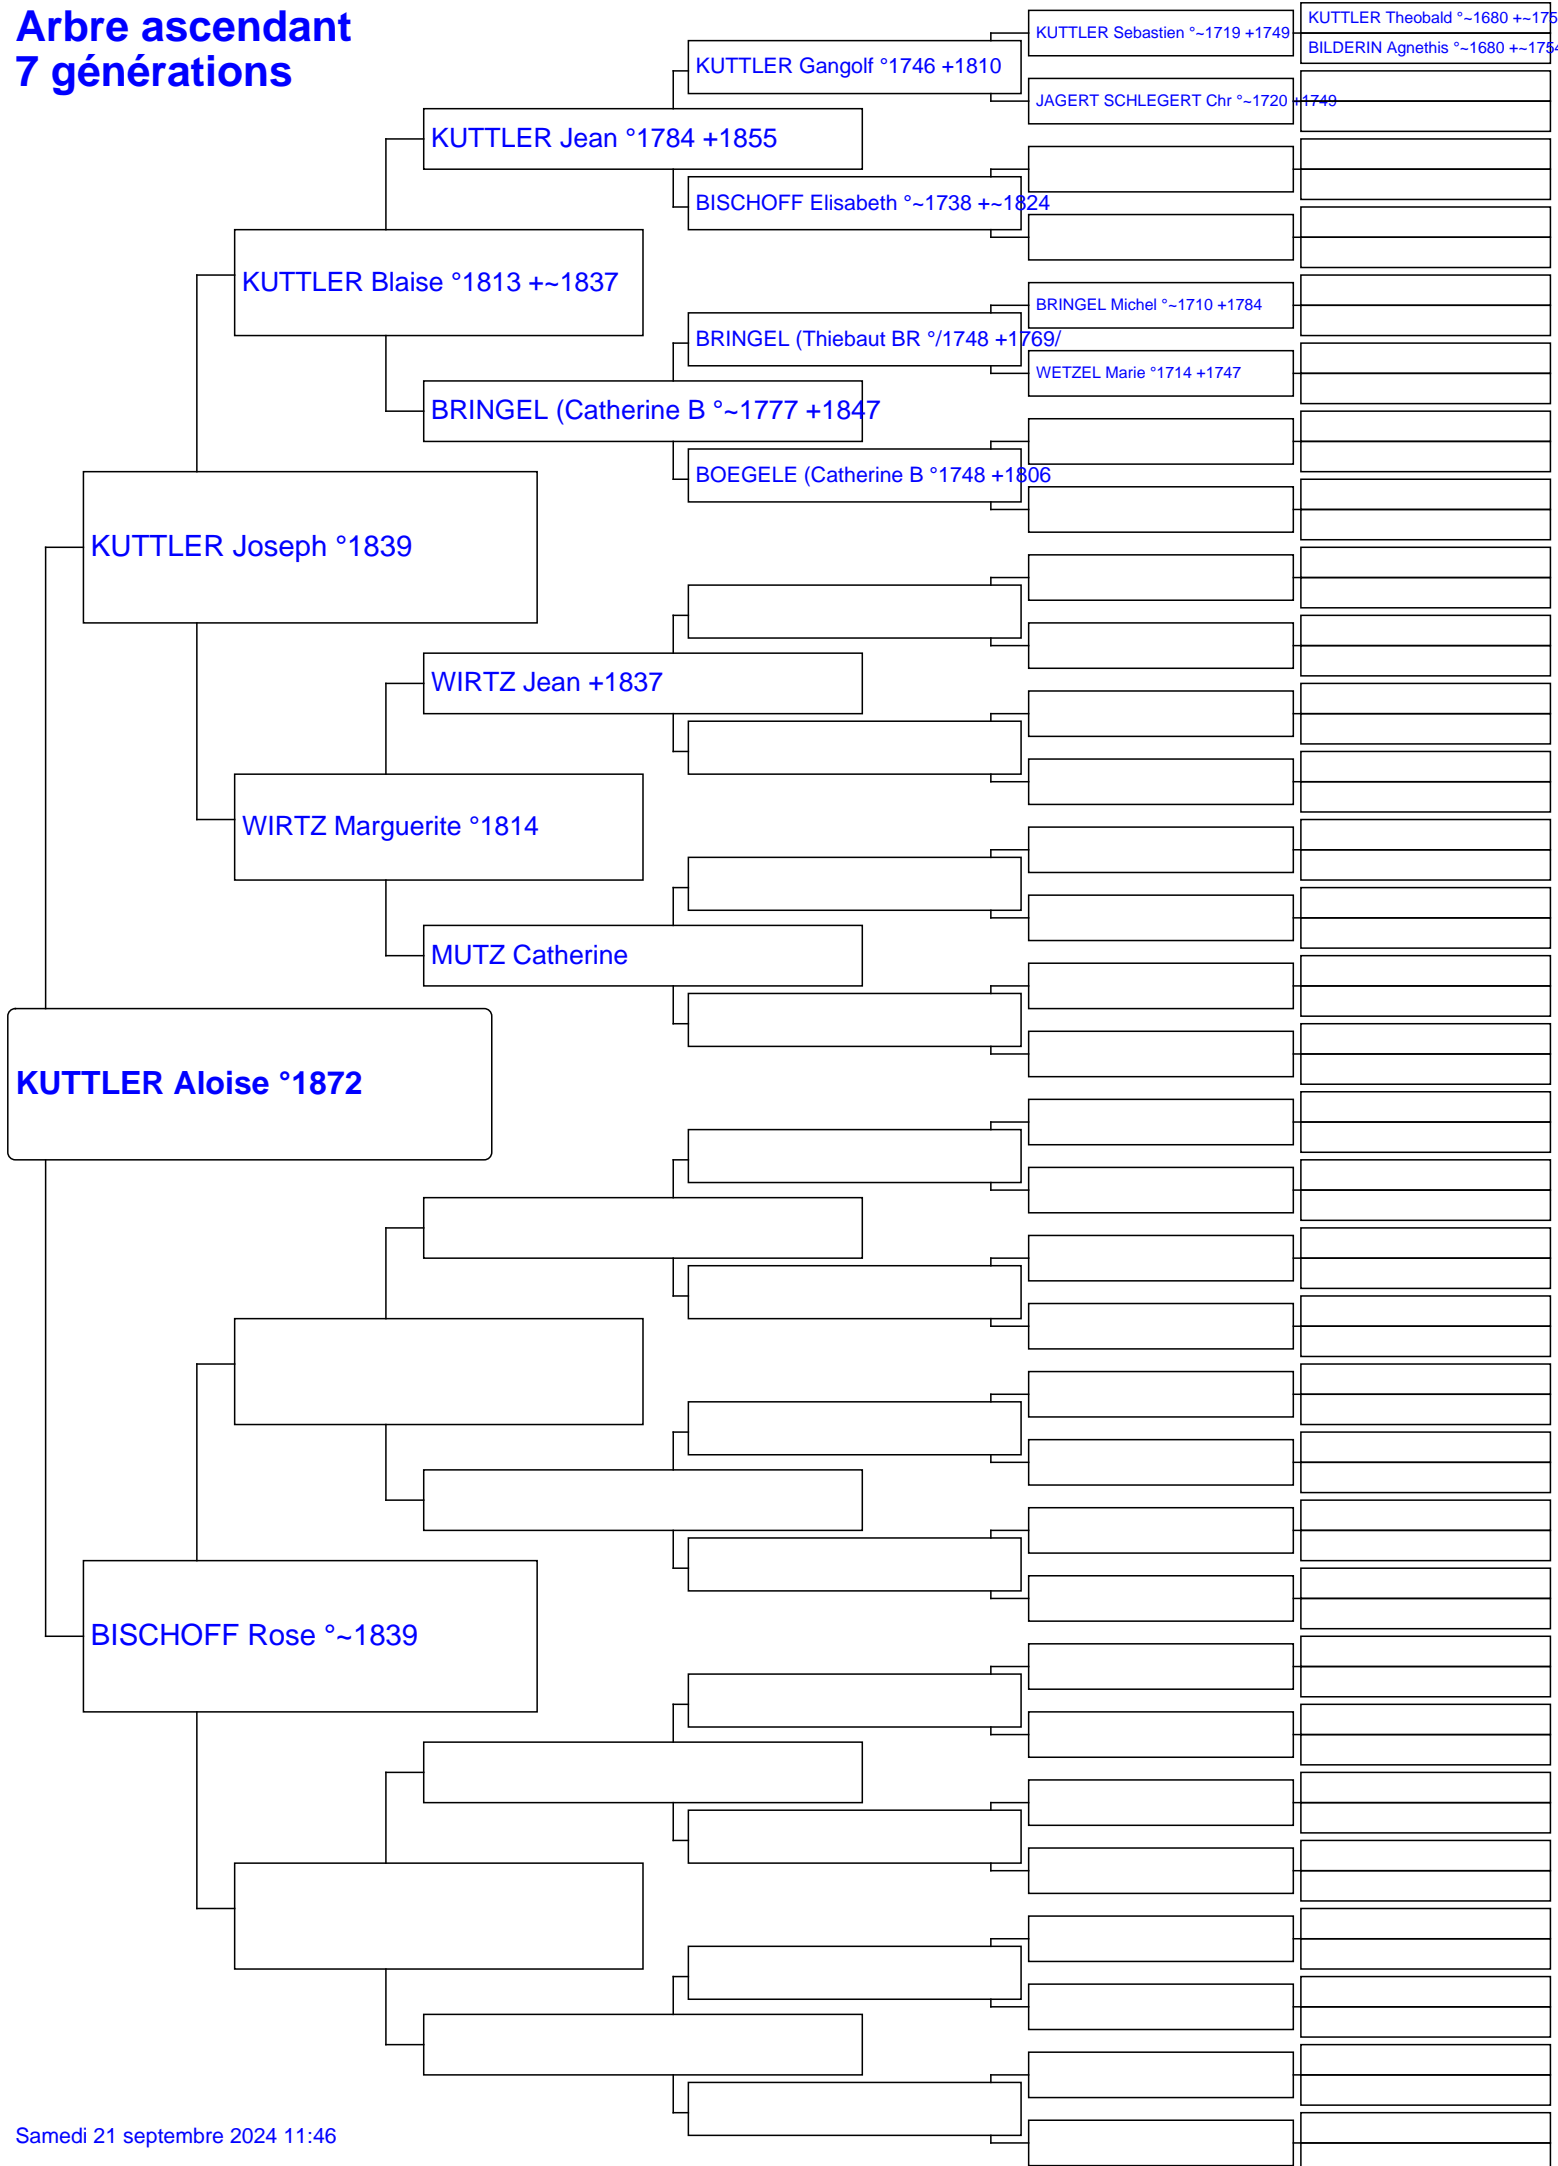 Arbre ascendant
7 générations
KUTTLER Theobald °~1680 +~175
KUTTLER Sebastien °~1719 +1749
BILDERIN Agnethis °~1680 +~1754
KUTTLER Gangolf °1746 +1810
JAGERT SCHLEGERT Chr °~1720 +1749
KUTTLER Jean °1784 +1855
BISCHOFF Elisabeth °~1738 +~1824
KUTTLER Blaise °1813 +~1837
BRINGEL Michel °~1710 +1784
BRINGEL (Thiebaut BR °/1748 +1769/
WETZEL Marie °1714 +1747
BRINGEL (Catherine B °~1777 +1847
BOEGELE (Catherine B °1748 +1806
KUTTLER Joseph °1839
WIRTZ Jean +1837
WIRTZ Marguerite °1814
MUTZ Catherine
KUTTLER Aloise °1872
BISCHOFF Rose °~1839
Samedi 21 septembre 2024 11:46